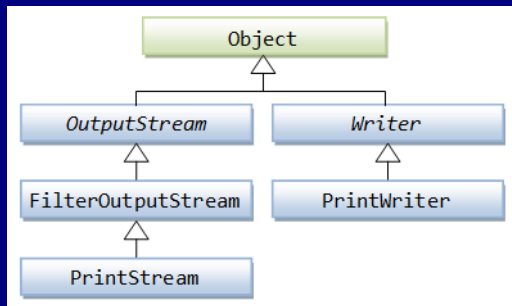 Object
OutputStream
Writer
FilterOutputStream
PrintWriter
PrintStream